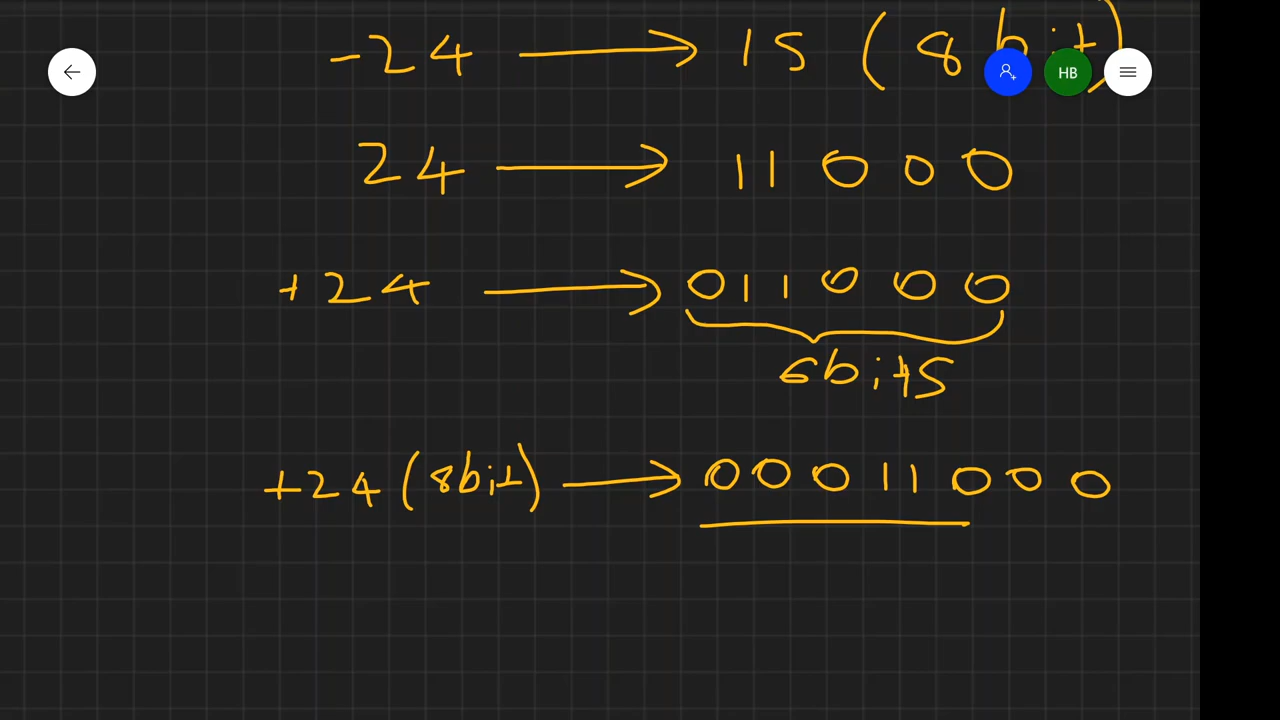 -24 → 1s (8bit)
24 → 11000
+24 → 011000
6bits
+24(8bit) → 00011000
HB